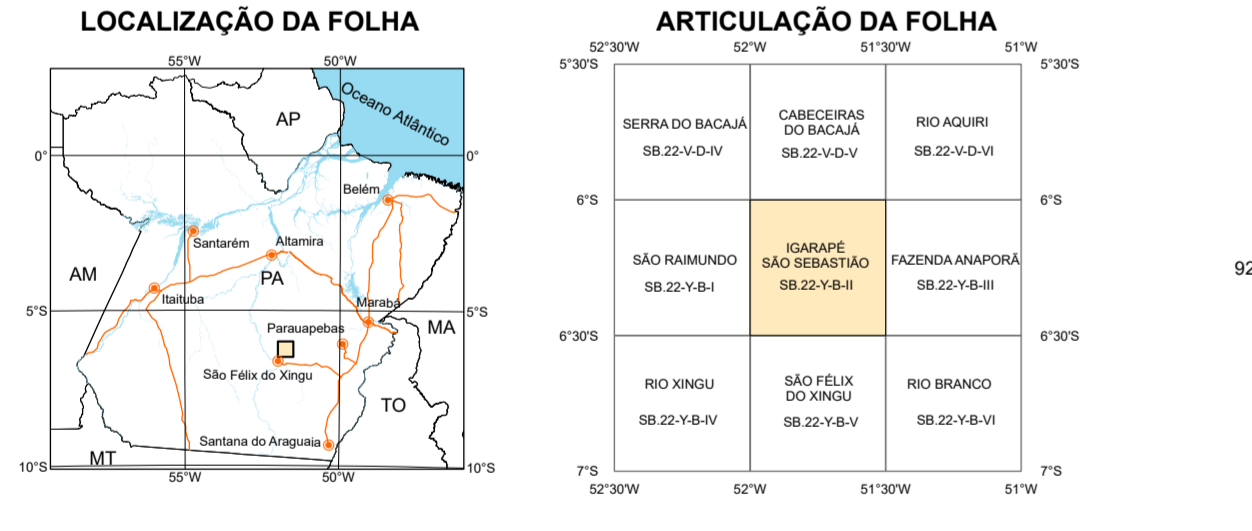 LOCALIZAÇÃO DA FOLHA
55°W
50°W
Oceano Atlântico
AP
0°
0°
Belém
Santarém
Altamira
AM
PA
Itaituba
Marabá
5°S
5°S
Parauapebas
MA
São Félix do Xingu
TO
Santana do Araguaia
MT
10°S
10°S
55°W
50°W
ARTICULAÇÃO DA FOLHA
52°30'W
52°W
51°30'W
51°W
5°30'S
5°30'S
SERRA DO BACAJÁ
SB.22-V-D-IV
CABECEIRAS
DO BACAJÁ
SB.22-V-D-V
RIO AQUIRI
SB.22-V-D-VI
6°S
6°S
SÃO RAIMUNDO
SB.22-Y-B-I
IGARAPÉ
SÃO SEBASTIÃO
SB.22-Y-B-II
FAZENDA ANAPORÃ
SB.22-Y-B-III
6°30'S
6°30'S
RIO XINGU
SB.22-Y-B-IV
SÃO FÉLIX
DO XINGU
SB.22-Y-B-V
RIO BRANCO
SB.22-Y-B-VI
7°S
7°S
52°30'W
52°W
51°30'W
51°W
92